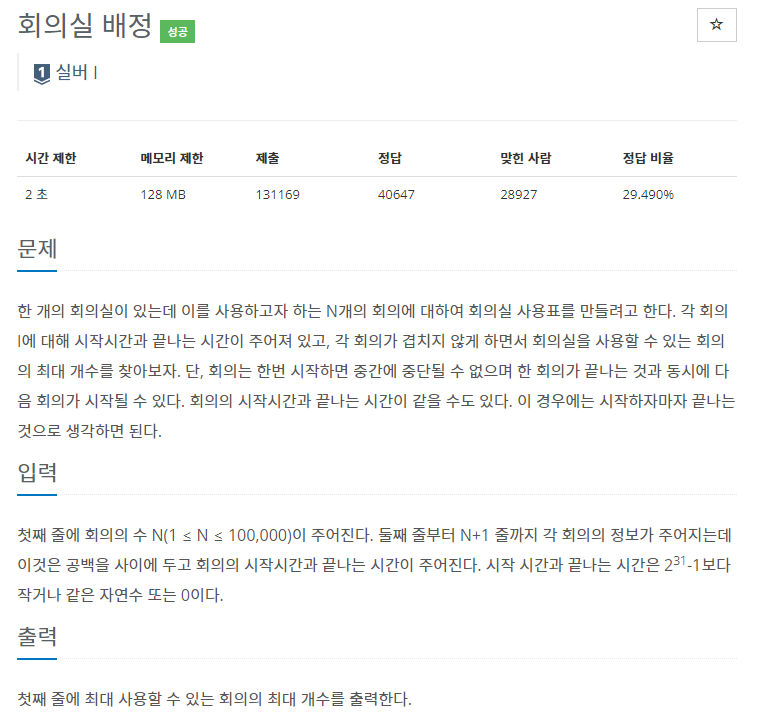 회의실 배정 성공
☆
1 실버 I
시간 제한 메모리 제한 제출 정답 맞힌 사람 정답 비율
2 초 128 MB 131169 40647 28927 29.490%
문제
한 개의 회의실이 있는데 이를 사용하고자 하는 N개의 회의에 대하여 회의실 사용표를 만들려고 한다. 각 회의
I에 대해 시작시간과 끝나는 시간이 주어져 있고, 각 회의가 겹치지 않게 하면서 회의실을 사용할 수 있는 회의
의 최대 개수를 찾아보자. 단, 회의는 한번 시작하면 중간에 중단될 수 없으며 한 회의가 끝나는 것과 동시에 다
음 회의가 시작될 수 있다. 회의의 시작시간과 끝나는 시간이 같을 수도 있다. 이 경우에는 시작하자마자 끝나는
것으로 생각하면 된다.
입력
첫째 줄에 회의의 수 N(1 ≤ N ≤ 100,000)이 주어진다. 둘째 줄부터 N+1 줄까지 각 회의의 정보가 주어지는데
이것은 공백을 사이에 두고 회의의 시작시간과 끝나는 시간이 주어진다. 시작 시간과 끝나는 시간은 2³¹-1보다
작거나 같은 자연수 또는 0이다.
출력
첫째 줄에 최대 사용할 수 있는 회의의 최대 개수를 출력한다.